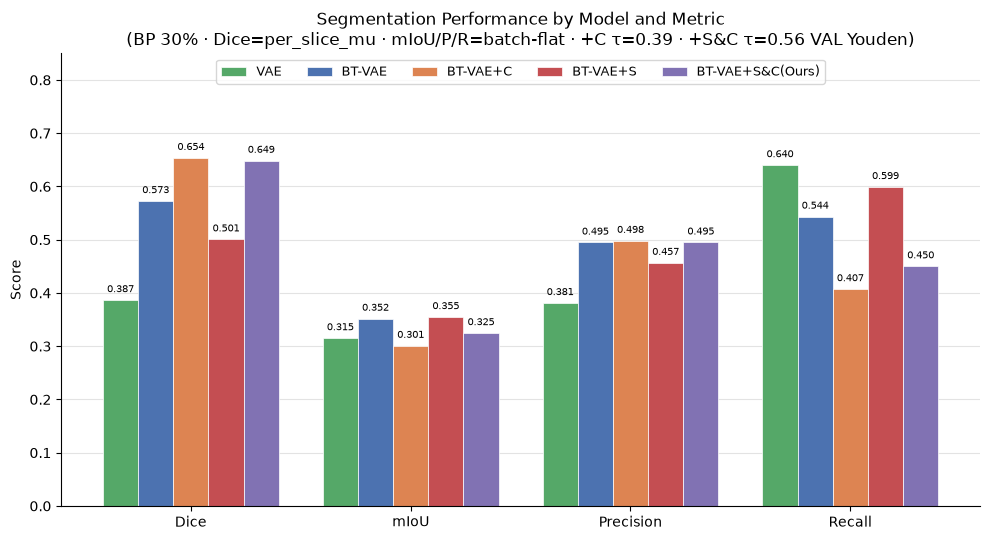 Segmentation Performance by Model and Metric
(BP 30% · Dice=per_slice_mu · mIoU/P/R=batch-flat · +C τ=0.39 · +S&C τ=0.56 VAL Youden)
VAE BT-VAE BT-VAE+C BT-VAE+S BT-VAE+S&C(Ours)
Score
0.8
0.7
0.6
0.5
0.4
0.3
0.2
0.1
0.0
0.387 0.573 0.654 0.501 0.649
0.315 0.352 0.301 0.355 0.325
0.381 0.495 0.498 0.457 0.495
0.640 0.544 0.407 0.599 0.450
Dice mIoU Precision Recall